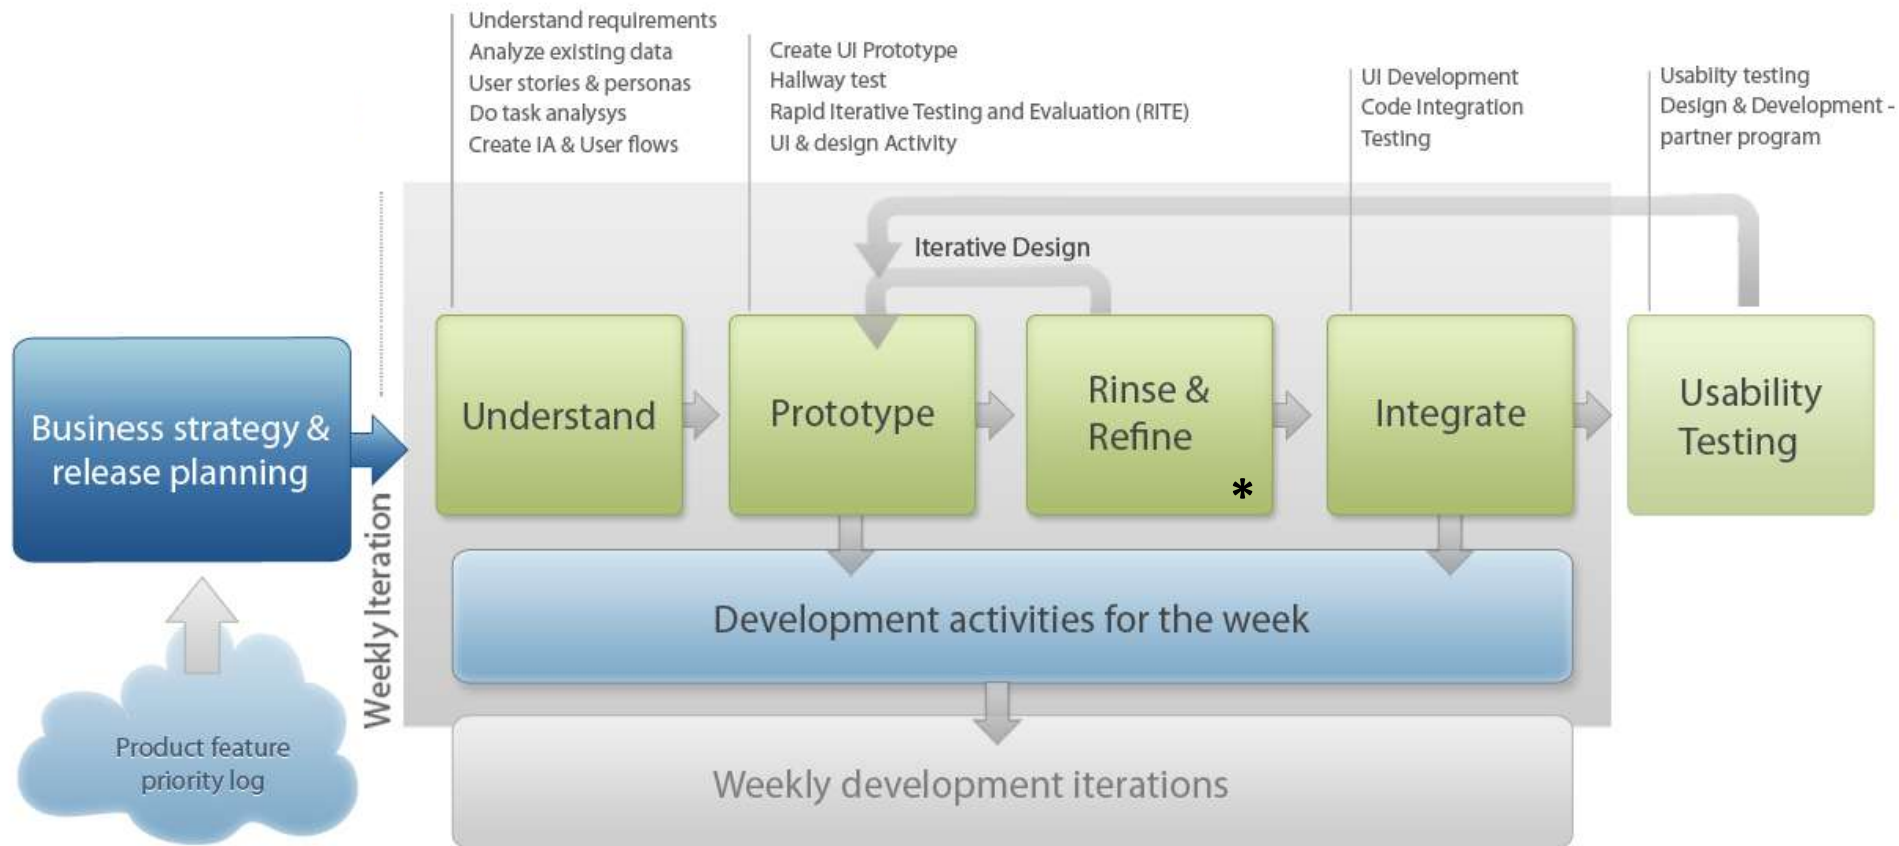 Understand requirements
Analyze existing data
User stories & personas
Do task analysys
Create IA & User flows
Create UI Prototype
Hallway test
Rapid Iterative Testing and Evaluation (RITE)
UI & design Activity
UI Development
Code Integration
Testing
Usabilty testing
Design & Development -
partner program
Iterative Design
Business strategy &
release planning
Weekly Iteration
Understand
Prototype
Rinse &
Refine
*
Integrate
Usability
Testing
Development activities for the week
Product feature
priority log
Weekly development iterations